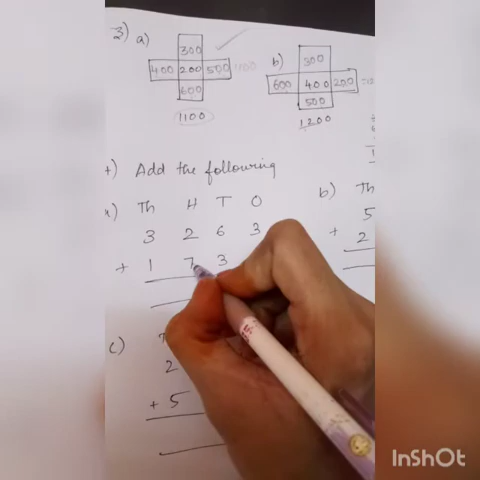 3) a)
300
400 200 500 1100
600
1100
b)
300
600 400 200
500
1200
Add the following
Th H T O
3 2 6 3
+ 1 7 3
b) Th
5
+ 2
c)
2
+ 5
InShOt